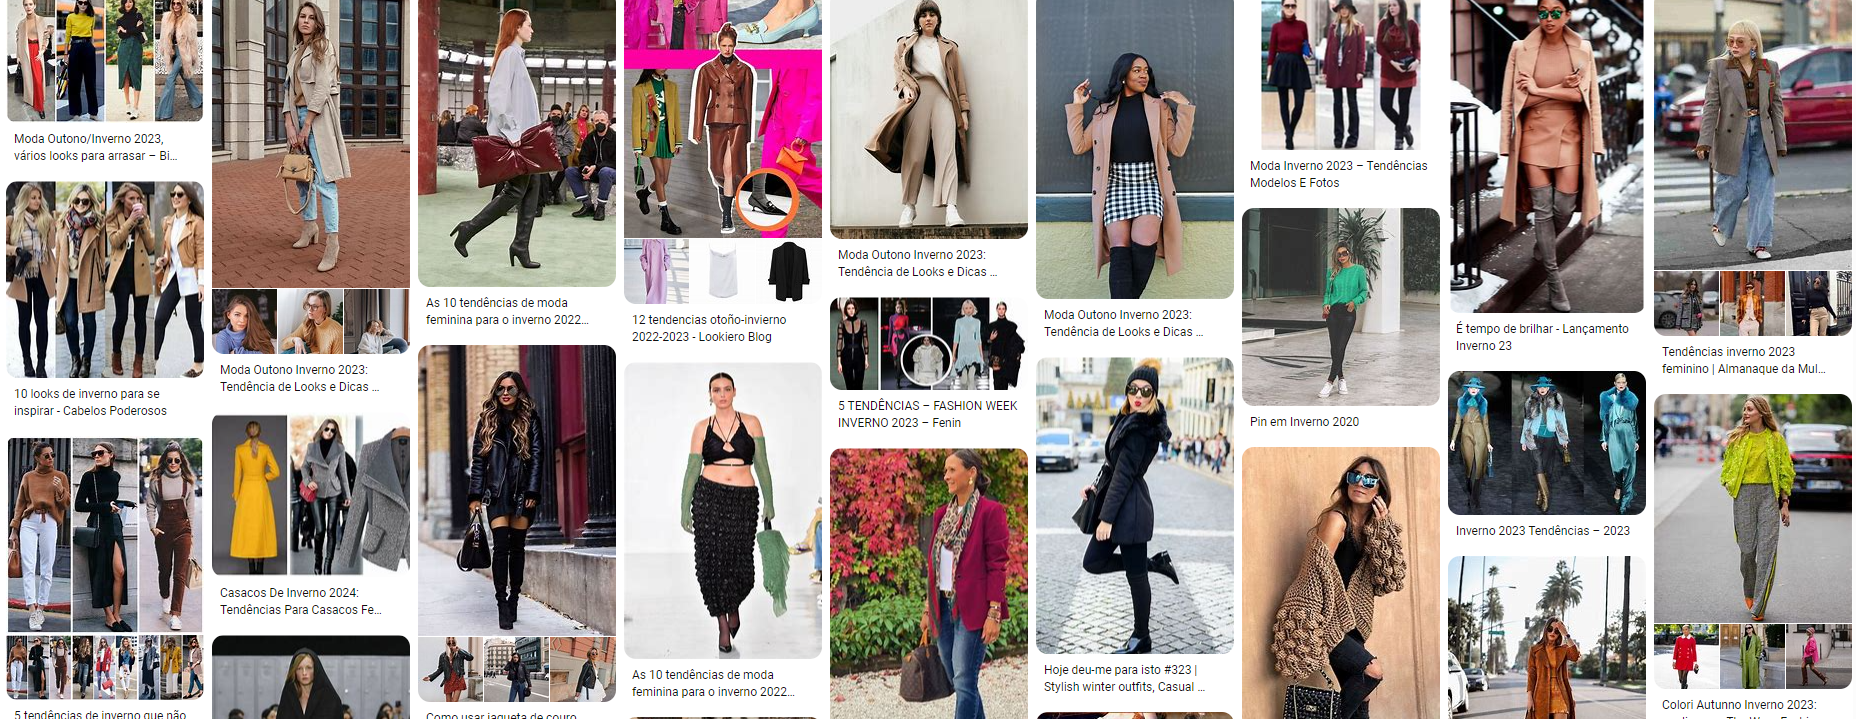 Moda Outono/Inverno 2023,
vários looks para arrasar – Bi...
10 looks de inverno para se
inspirar - Cabelos Poderosos
5 tendências de inverno que não
Moda Outono Inverno 2023:
Tendência de Looks e Dicas ...
Casacos De Inverno 2024:
Tendências Para Casacos Fe...
As 10 tendências de moda
feminina para o inverno 2022...
Como usar jaqueta de couro
12 tendencias otoño-invierno
2022-2023 - Lookiero Blog
As 10 tendências de moda
feminina para o inverno 2022...
Moda Outono Inverno 2023:
Tendência de Looks e Dicas ...
5 TENDÊNCIAS – FASHION WEEK
INVERNO 2023 – Fenin
Moda Outono Inverno 2023:
Tendência de Looks e Dicas ...
Hoje deu-me para isto #323 |
Stylish winter outfits, Casual ...
Moda Inverno 2023 – Tendências
Modelos E Fotos
Pin em Inverno 2020
É tempo de brilhar - Lançamento
Inverno 23
Inverno 2023 Tendências – 2023
Tendências inverno 2023
feminino | Almanaque da Mul...
Colori Autunno Inverno 2023: